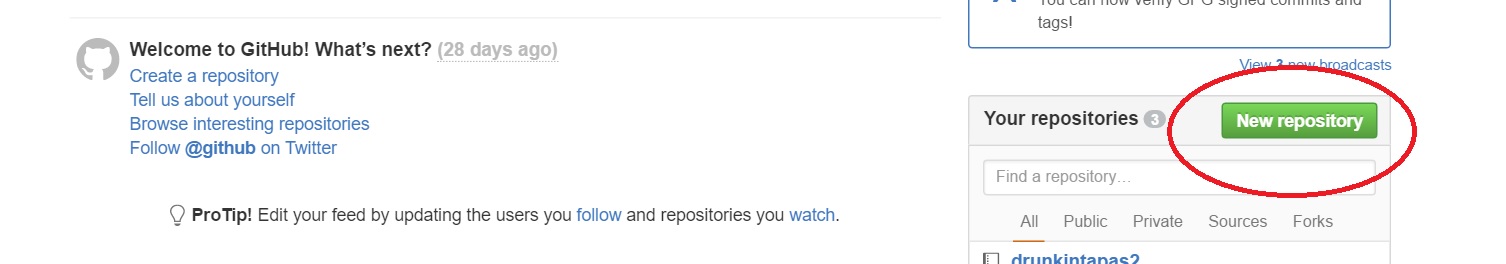 You can now verify GPG signed commits and
tags!
View 3 new broadcasts
Welcome to GitHub! What's next? (28 days ago)
Create a repository
Tell us about yourself
Browse interesting repositories
Follow @github on Twitter
ProTip! Edit your feed by updating the users you follow and repositories you watch.
Your repositories 3
New repository
Find a repository…
All Public Private Sources Forks
drunkintapas2